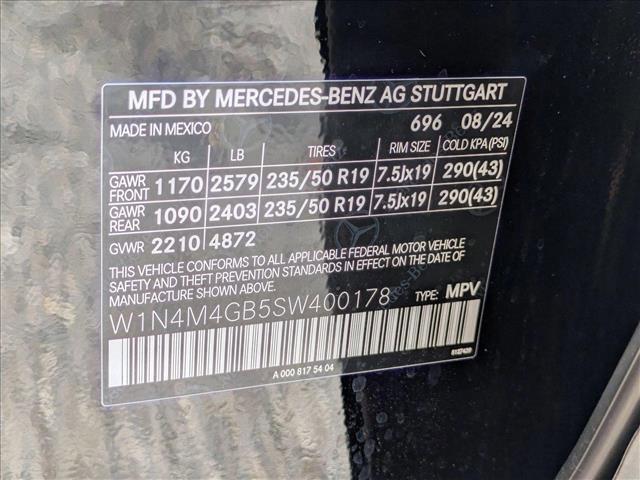 MFD BY MERCEDES-BENZ AG STUTTGART
MADE IN MEXICO 696 08/24
KG LB TIRES RIM SIZE COLD KPA (PSI)
GAWR FRONT 1170 2579 235/50 R19 7.5Jx19 290(43)
GAWR REAR 1090 2403 235/50 R19 7.5Jx19 290(43)
GVWR 2210 4872
THIS VEHICLE CONFORMS TO ALL APPLICABLE FEDERAL MOTOR VEHICLE
SAFETY AND THEFT PREVENTION STANDARDS IN EFFECT ON THE DATE
OF MANUFACTURE SHOWN ABOVE.
W1N4M4GB5SW400178 TYPE: MPV
A 000 817 54 04